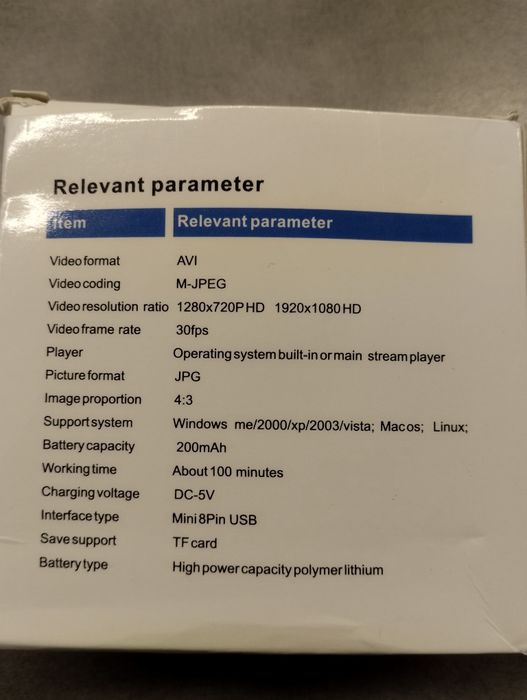 Relevant parameter
Item Relevant parameter
Video format AVI
Video coding M-JPEG
Video resolution ratio 1280x720P HD 1920x1080 HD
Video frame rate 30fps
Player Operating system built-in or main stream player
Picture format JPG
Image proportion 4:3
Support system Windows me/2000/xp/2003/vista; Mac os; Linux;
Battery capacity 200mAh
Working time About 100 minutes
Charging voltage DC-5V
Interface type Mini 8Pin USB
Save support TF card
Battery type High power capacity polymer lithium